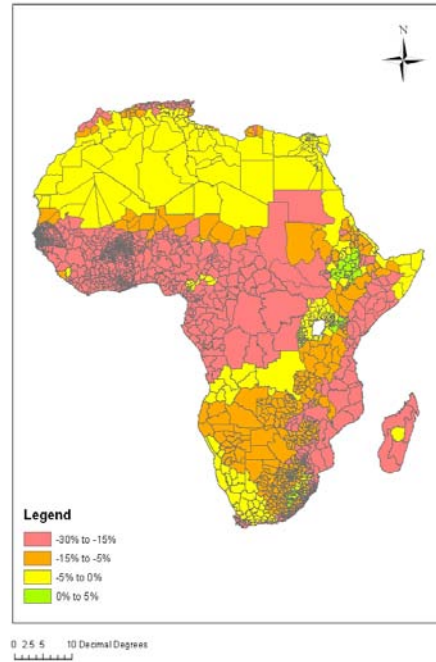 N
Legend
-30% to -15%
-15% to -5%
-5% to 0%
0% to 5%
0 2.5 5 10 Decimal Degrees